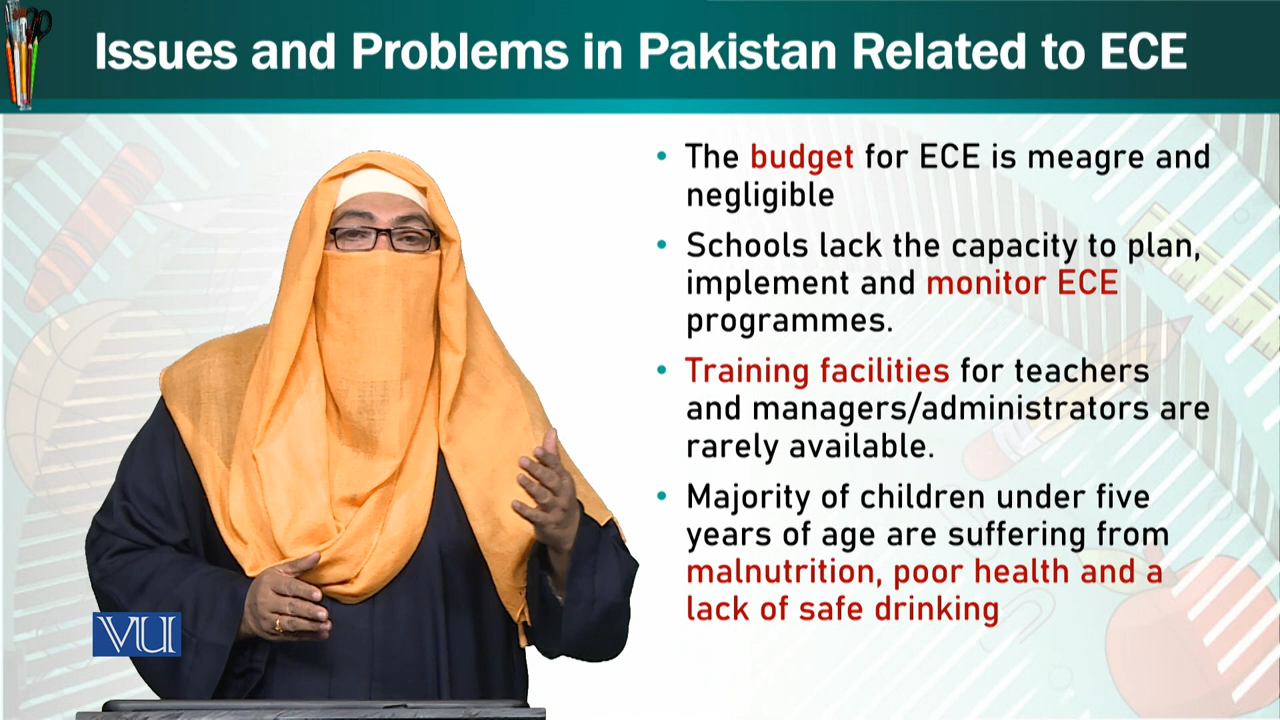 Issues and Problems in Pakistan Related to ECE
• The budget for ECE is meagre and
negligible
• Schools lack the capacity to plan,
implement and monitor ECE
programmes.
• Training facilities for teachers
and managers/administrators are
rarely available.
• Majority of children under five
years of age are suffering from
malnutrition, poor health and a
lack of safe drinking
VU